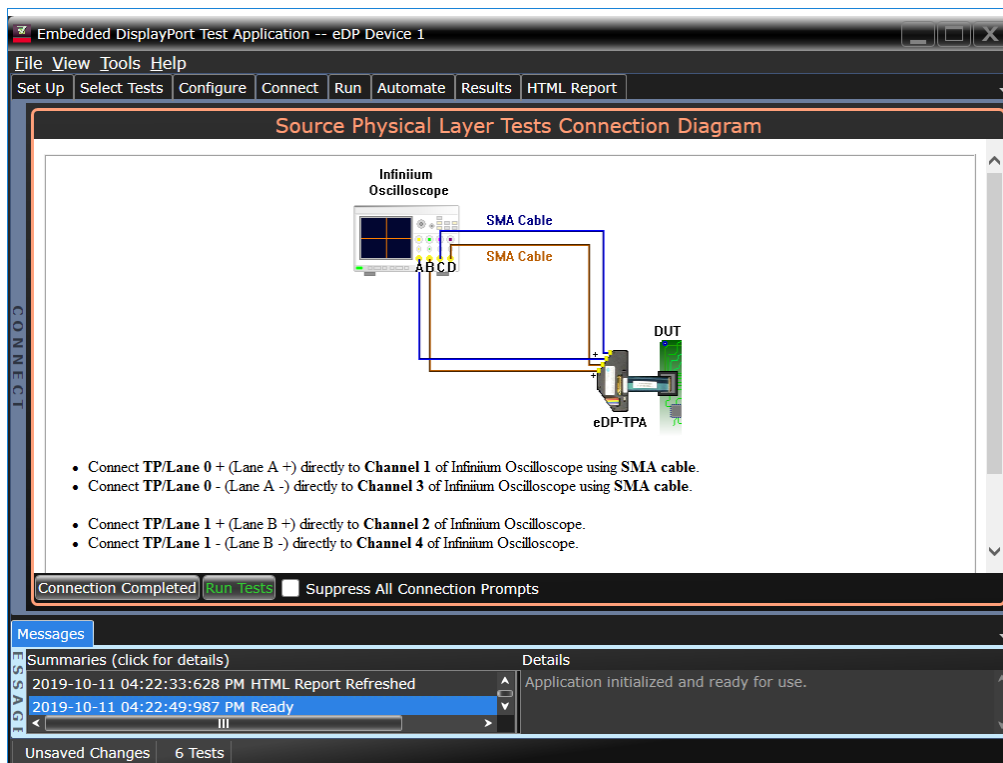 Embedded DisplayPort Test Application -- eDP Device 1
File View Tools Help
Set Up Select Tests Configure Connect Run Automate Results HTML Report
CONNECT
Source Physical Layer Tests Connection Diagram
Infiniium
Oscilloscope
SMA Cable
SMA Cable
A B C D
DUT
+
+
eDP-TPA
• Connect TP/Lane 0 + (Lane A +) directly to Channel 1 of Infiniium Oscilloscope using SMA cable.
• Connect TP/Lane 0 - (Lane A -) directly to Channel 3 of Infiniium Oscilloscope using SMA cable.
• Connect TP/Lane 1 + (Lane B +) directly to Channel 2 of Infiniium Oscilloscope.
• Connect TP/Lane 1 - (Lane B -) directly to Channel 4 of Infiniium Oscilloscope.
Connection Completed Run Tests Suppress All Connection Prompts
Messages
Summaries (click for details) Details
2019-10-11 04:22:33:628 PM HTML Report Refreshed Application initialized and ready for use.
2019-10-11 04:22:49:987 PM Ready
Unsaved Changes 6 Tests